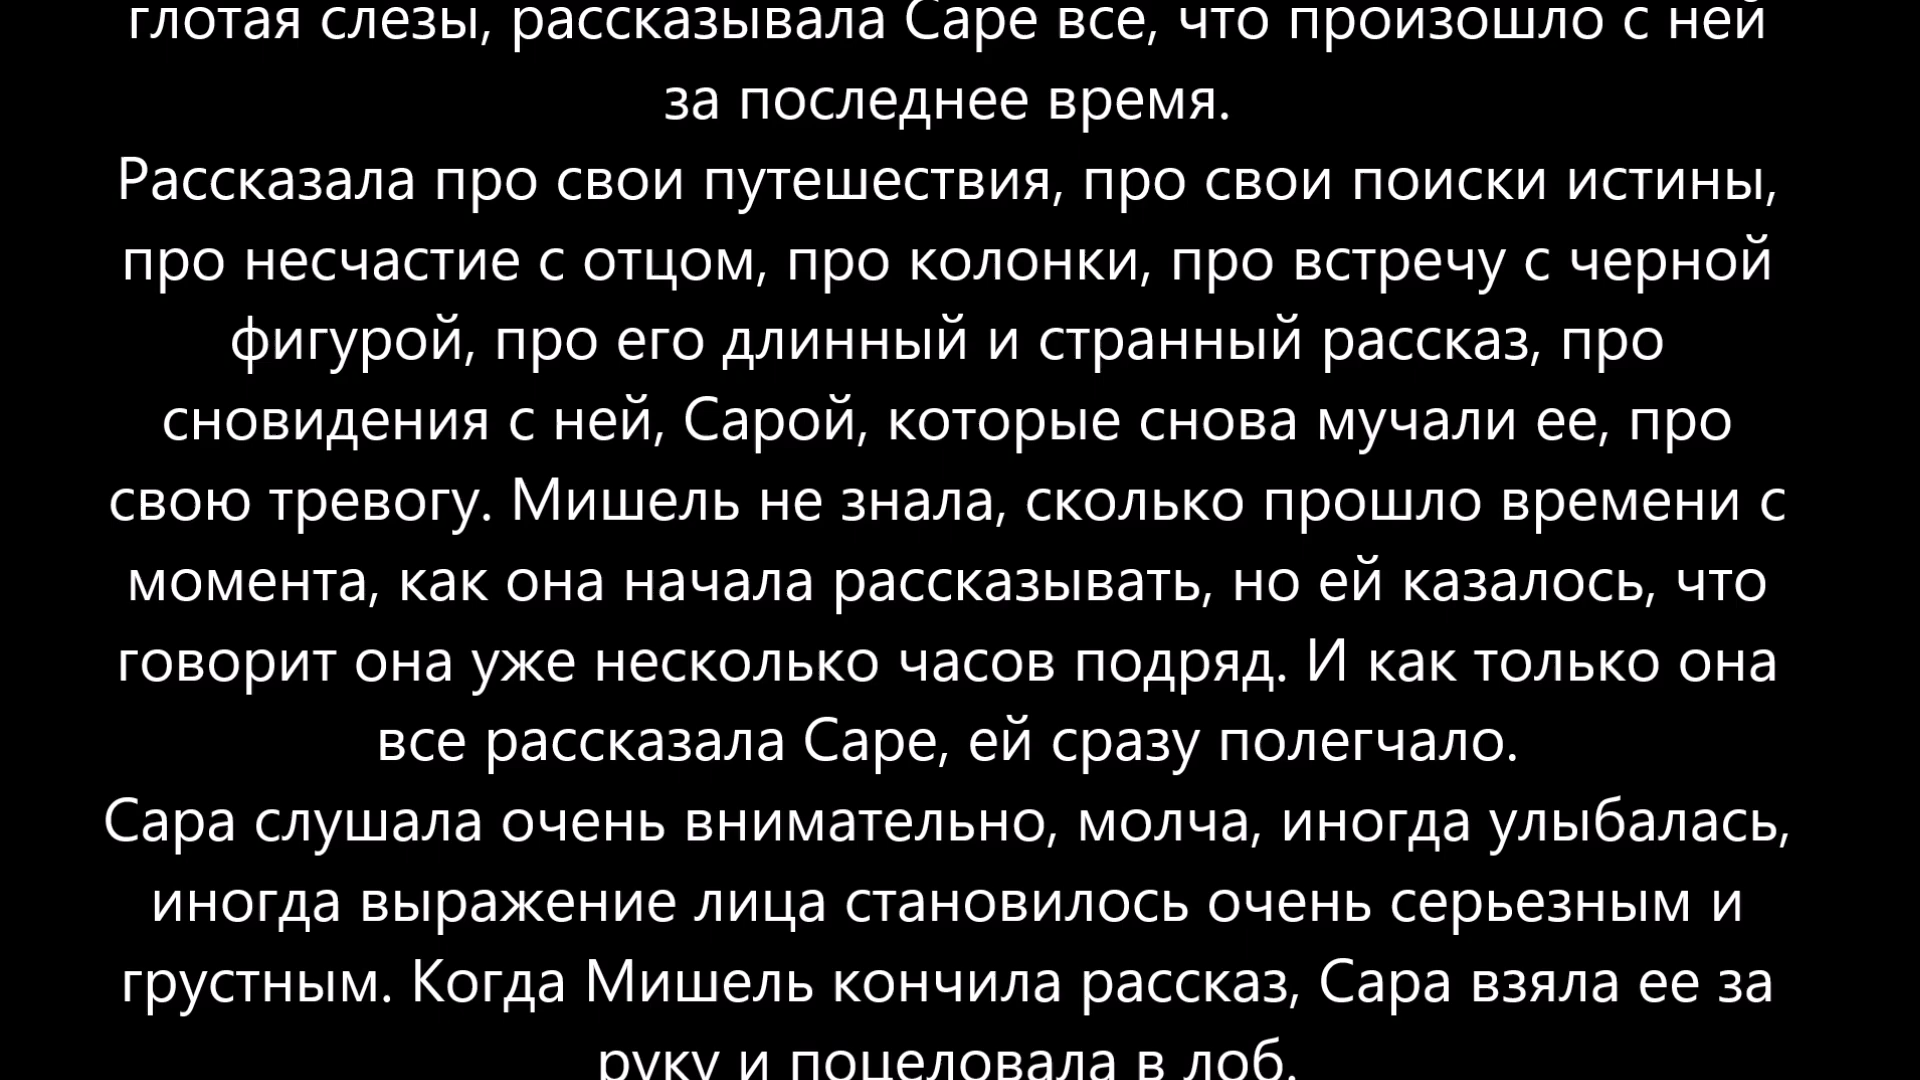 глотая слезы, рассказывала Саре все, что произошло с ней
за последнее время.
Рассказала про свои путешествия, про свои поиски истины,
про несчастие с отцом, про колонки, про встречу с черной
фигурой, про его длинный и странный рассказ, про
сновидения с ней, Сарой, которые снова мучали ее, про
свою тревогу. Мишель не знала, сколько прошло времени с
момента, как она начала рассказывать, но ей казалось, что
говорит она уже несколько часов подряд. И как только она
все рассказала Саре, ей сразу полегчало.
Сара слушала очень внимательно, молча, иногда улыбалась,
иногда выражение лица становилось очень серьезным и
грустным. Когда Мишель кончила рассказ, Сара взяла ее за
руку и поцеловала в лоб.